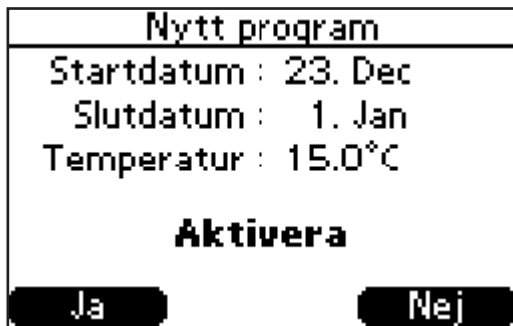 Nytt program
Startdatum : 23. Dec
Slutdatum : 1. Jan
Temperatur : 15.0°C
Aktivera
Ja Nej